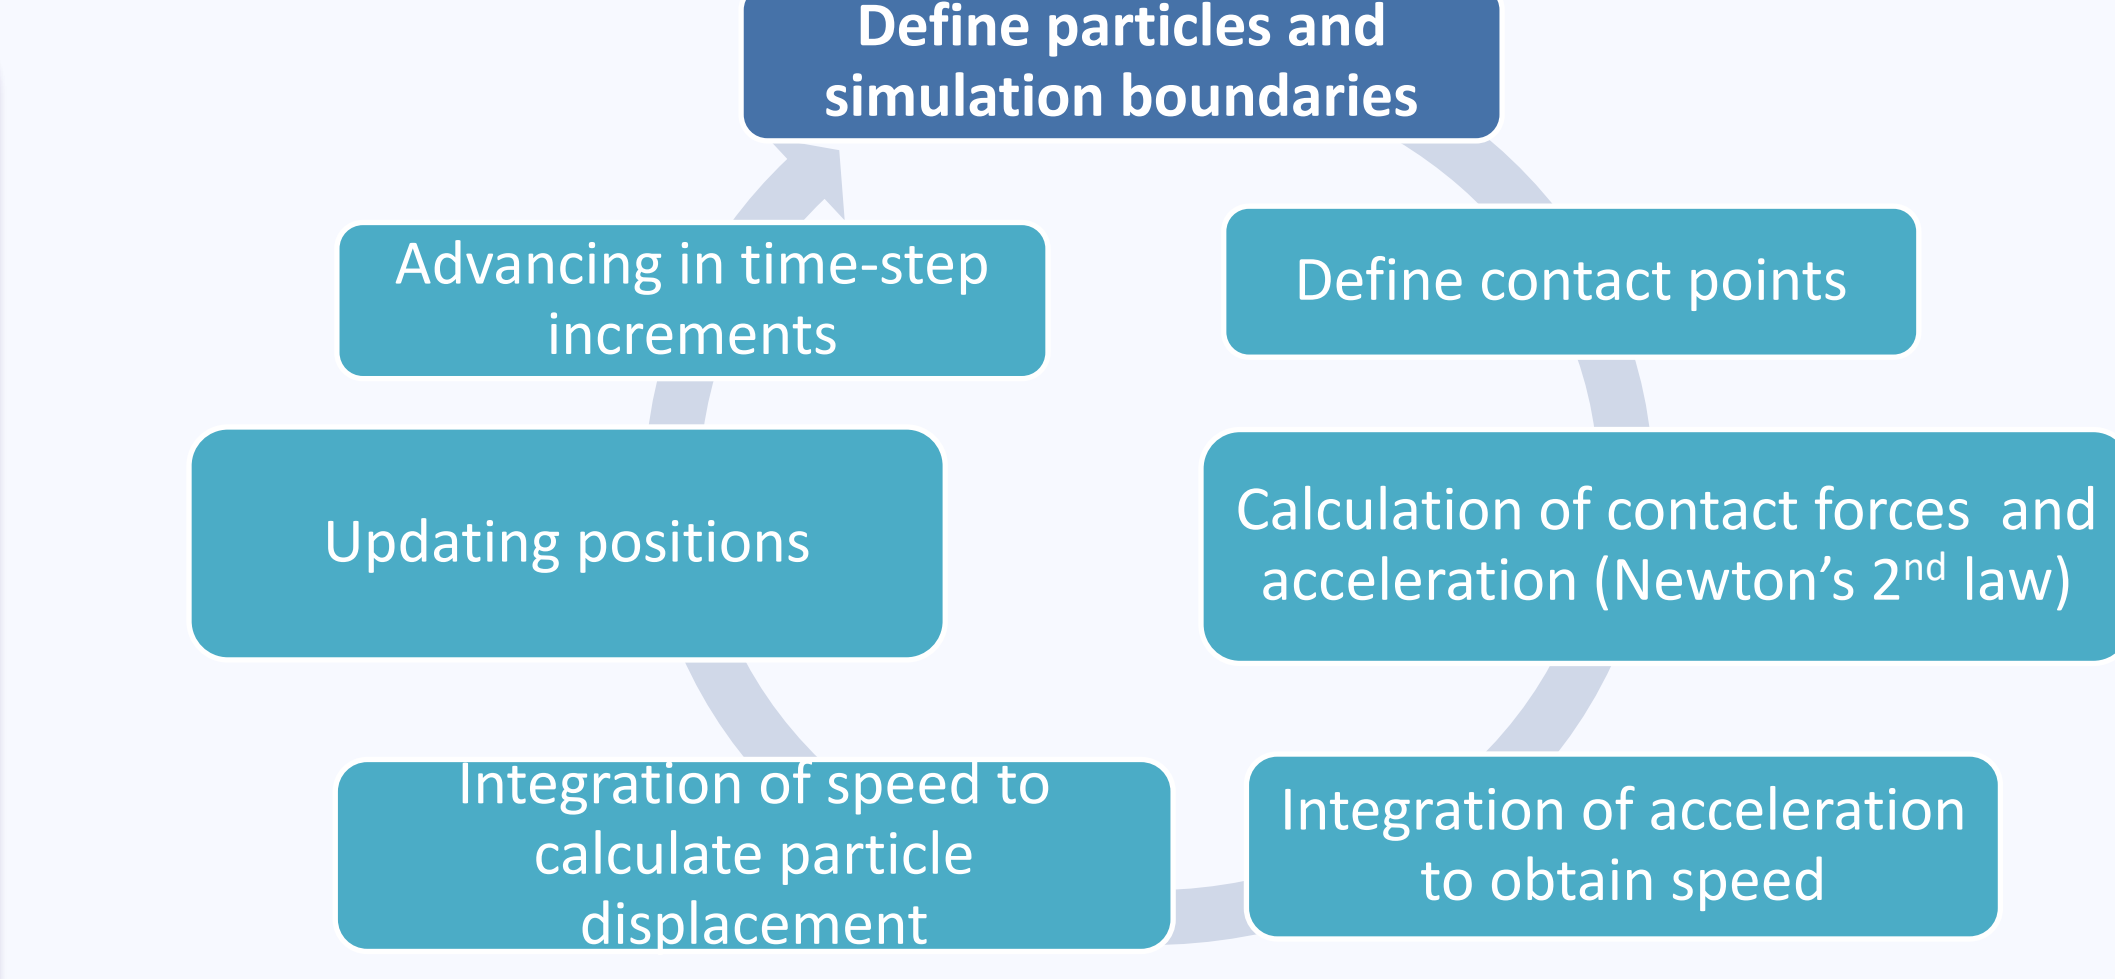 Define particles and
simulation boundaries
Define contact points
Calculation of contact forces  and
acceleration (Newton’s 2nd law)
Integration of acceleration
to obtain speed
Integration of speed to
calculate particle
displacement
Updating positions
Advancing in time-step
increments